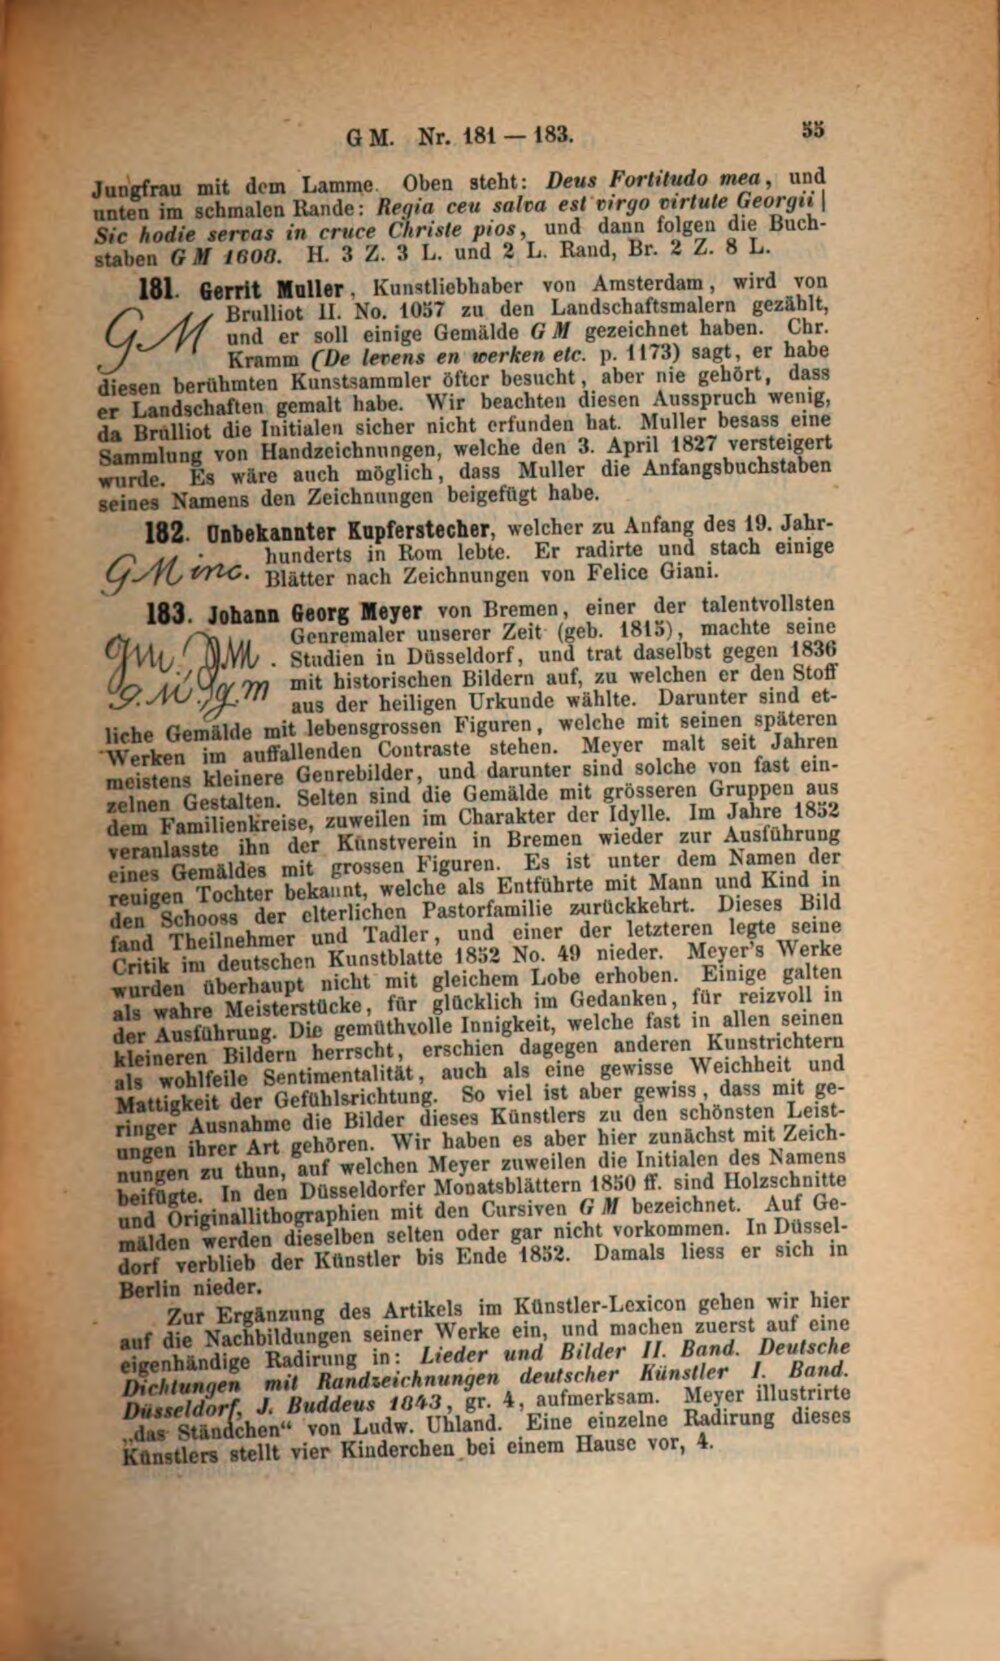 G M. Nr. 181 — 183. 55
Jungfrau mit dem Lamme. Oben steht: Deus Fortitudo mea, und
unten im schmalen Rande: Regia ceu salva est virgo virtute Georgii |
Sic hodie servas in cruce Christe pios, und dann folgen die Buch-
staben G M 1608. H. 3 Z. 3 L. und 2 L. Rand, Br. 2 Z. 8 L.
181. Gerrit Muller, Kunstliebhaber von Amsterdam, wird von
GM Brulliot II. No. 1057 zu den Landschaftsmalern gezählt,
und er soll einige Gemälde G M gezeichnet haben. Chr.
Kramm (De levens en werken etc. p. 1173) sagt, er habe
diesen berühmten Kunstsammler öfter besucht, aber nie gehört, dass
er Landschaften gemalt habe. Wir beachten diesen Ausspruch wenig,
da Brulliot die Initialen sicher nicht erfunden hat. Muller besass eine
Sammlung von Handzeichnungen, welche den 3. April 1827 versteigert
wurde. Es wäre auch möglich, dass Muller die Anfangsbuchstaben
seines Namens den Zeichnungen beigefügt habe.
182. Unbekannter Kupferstecher, welcher zu Anfang des 19. Jahr-
hunderts in Rom lebte. Er radirte und stach einige
GM inc. Blätter nach Zeichnungen von Felice Giani.
183. Johann Georg Meyer von Bremen, einer der talentvollsten
Genremaler unserer Zeit (geb. 1815), machte seine
GM. GM. Studien in Düsseldorf, und trat daselbst gegen 1836
g. M. g. m mit historischen Bildern auf, zu welchen er den Stoff
aus der heiligen Urkunde wählte. Darunter sind et-
liche Gemälde mit lebensgrossen Figuren, welche mit seinen späteren
Werken im auffallenden Contraste stehen. Meyer malt seit Jahren
meistens kleinere Genrebilder, und darunter sind solche von fast ein-
zelnen Gestalten. Selten sind die Gemälde mit grösseren Gruppen aus
dem Familienkreise, zuweilen im Charakter der Idylle. Im Jahre 1852
veranlasste ihn der Kunstverein in Bremen wieder zur Ausführung
eines Gemäldes mit grossen Figuren. Es ist unter dem Namen der
reuigen Tochter bekannt, welche als Entführte mit Mann und Kind in
den Schooss der elterlichen Pastorfamilie zurückkehrt. Dieses Bild
fand Theilnehmer und Tadler, und einer der letzteren legte seine
Critik im deutschen Kunstblatte 1852 No. 49 nieder. Meyer's Werke
wurden überhaupt nicht mit gleichem Lobe erhoben. Einige galten
als wahre Meisterstücke, für glücklich im Gedanken, für reizvoll in
der Ausführung. Die gemüthvolle Innigkeit, welche fast in allen seinen
kleineren Bildern herrscht, erschien dagegen anderen Kunstrichtern
als wohlfeile Sentimentalität, auch als eine gewisse Weichheit und
Mattigkeit der Gefühlsrichtung. So viel ist aber gewiss, dass mit ge-
ringer Ausnahme die Bilder dieses Künstlers zu den schönsten Leist-
ungen ihrer Art gehören. Wir haben es aber hier zunächst mit Zeich-
nungen zu thun, auf welchen Meyer zuweilen die Initialen des Namens
beifügte. In den Düsseldorfer Monatsblättern 1850 ff. sind Holzschnitte
und Originallithographien mit den Cursiven G M bezeichnet. Auf Ge-
mälden werden dieselben selten oder gar nicht vorkommen. In Düssel-
dorf verblieb der Künstler bis Ende 1852. Damals liess er sich in
Berlin nieder.
Zur Ergänzung des Artikels im Künstler-Lexicon gehen wir hier
auf die Nachbildungen seiner Werke ein, und machen zuerst auf eine
eigenhändige Radirung in: Lieder und Bilder II. Band. Deutsche
Dichtungen mit Randzeichnungen deutscher Künstler I. Band.
Düsseldorf, J. Buddeus 1843, gr. 4, aufmerksam. Meyer illustrirte
„das Ständchen“ von Ludw. Uhland. Eine einzelne Radirung dieses
Künstlers stellt vier Kinderchen bei einem Hause vor, 4.